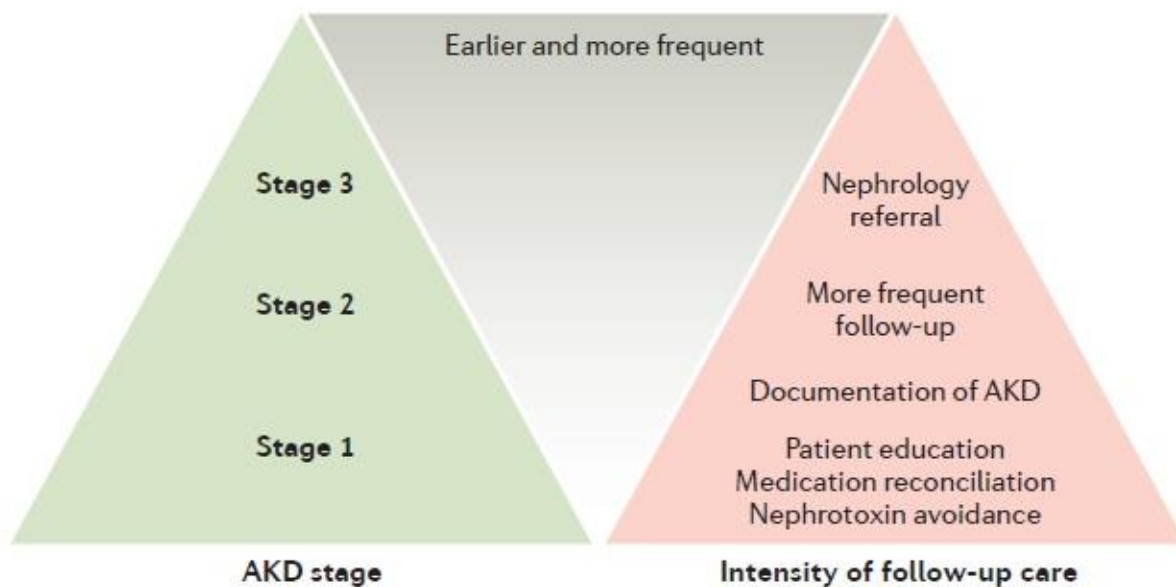 Earlier and more frequent
Stage 3
Stage 2
Stage 1
AKD stage
Nephrology
referral
More frequent
follow-up
Documentation of AKD
Patient education
Medication reconciliation
Nephrotoxin avoidance
Intensity of follow-up care